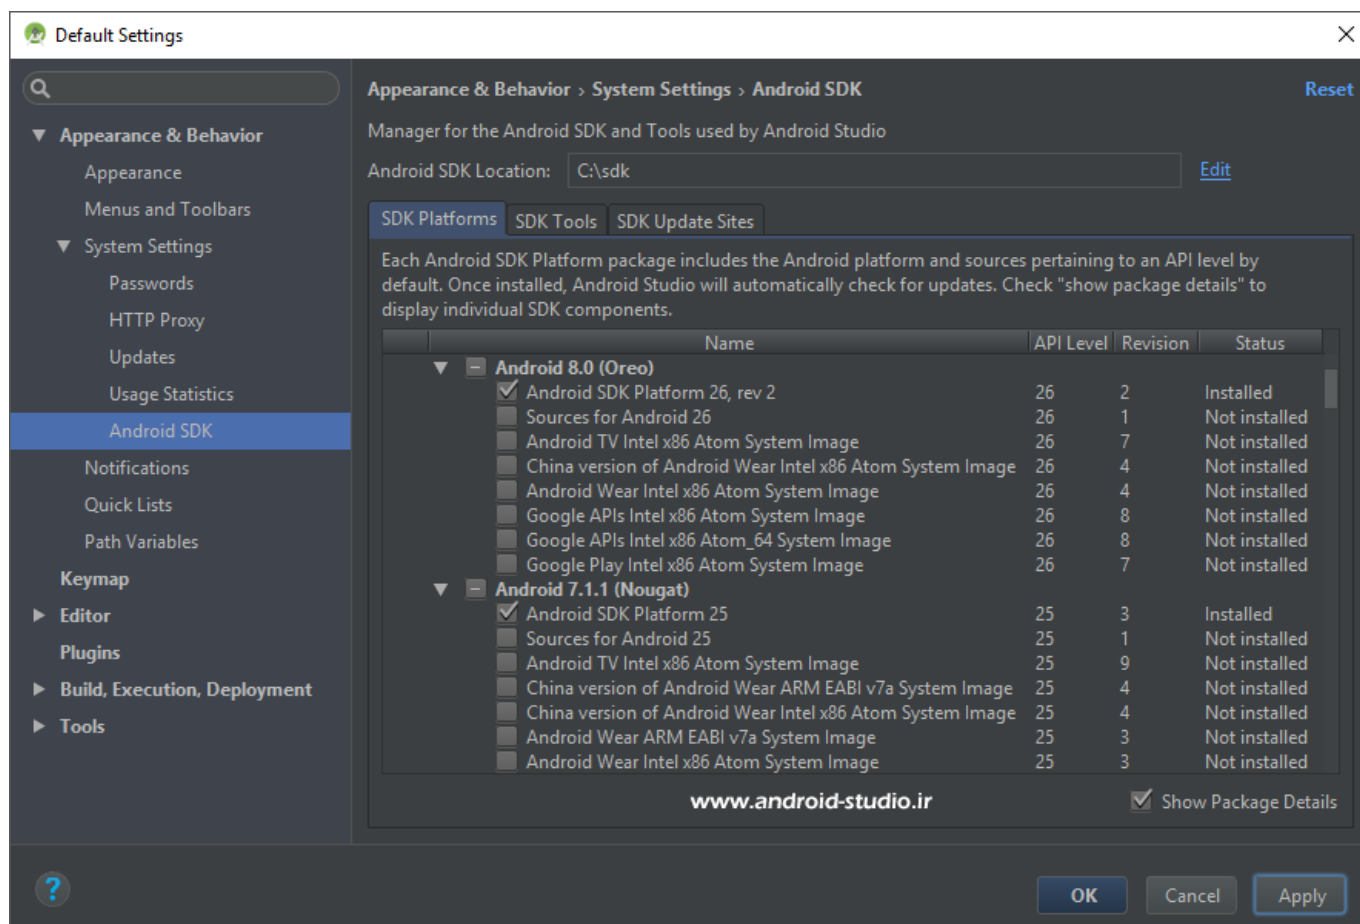 Default Settings
Appearance & Behavior › System Settings › Android SDK
Reset
Manager for the Android SDK and Tools used by Android Studio
Android SDK Location: C:\sdk Edit
Appearance & Behavior
Appearance
Menus and Toolbars
System Settings
Passwords
HTTP Proxy
Updates
Usage Statistics
Android SDK
Notifications
Quick Lists
Path Variables
Keymap
Editor
Plugins
Build, Execution, Deployment
Tools
SDK Platforms SDK Tools SDK Update Sites
Each Android SDK Platform package includes the Android platform and sources pertaining to an API level by
default. Once installed, Android Studio will automatically check for updates. Check "show package details" to
display individual SDK components.
Name API Level Revision Status
Android 8.0 (Oreo)
Android SDK Platform 26, rev 2 26 2 Installed
Sources for Android 26 26 1 Not installed
Android TV Intel x86 Atom System Image 26 7 Not installed
China version of Android Wear Intel x86 Atom System Image 26 4 Not installed
Android Wear Intel x86 Atom System Image 26 4 Not installed
Google APIs Intel x86 Atom System Image 26 8 Not installed
Google APIs Intel x86 Atom_64 System Image 26 8 Not installed
Google Play Intel x86 Atom System Image 26 7 Not installed
Android 7.1.1 (Nougat)
Android SDK Platform 25 25 3 Installed
Sources for Android 25 25 1 Not installed
Android TV Intel x86 Atom System Image 25 9 Not installed
China version of Android Wear ARM EABI v7a System Image 25 4 Not installed
China version of Android Wear Intel x86 Atom System Image 25 4 Not installed
Android Wear ARM EABI v7a System Image 25 3 Not installed
Android Wear Intel x86 Atom System Image 25 3 Not installed
www.android-studio.ir
Show Package Details
?
OK Cancel Apply